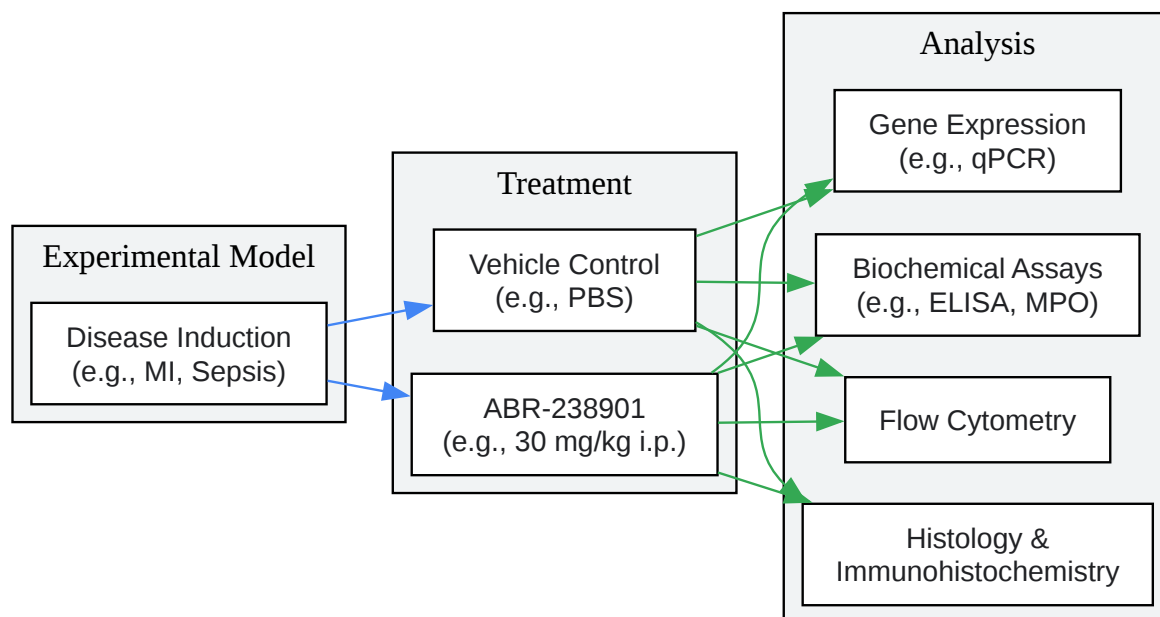 Experimental Model
Disease Induction
(e.g., MI, Sepsis)
Treatment
Vehicle Control
(e.g., PBS)
ABR-238901
(e.g., 30 mg/kg i.p.)
Analysis
Gene Expression
(e.g., qPCR)
Biochemical Assays
(e.g., ELISA, MPO)
Flow Cytometry
Histology &
Immunohistochemistry